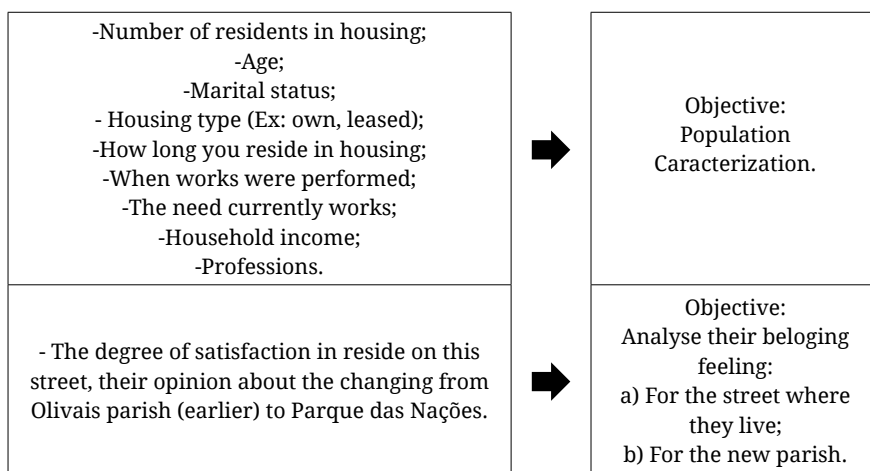 -Number of residents in housing;
-Age;
-Marital status;
- Housing type (Ex: own, leased);
-How long you reside in housing;
-When works were performed;
-The need currently works;
-Household income;
-Professions.
Objective:
Population
Caracterization.
- The degree of satisfaction in reside on this
street, their opinion about the changing from
Olivais parish (earlier) to Parque das Nações.
Objective:
Analyse their beloging
feeling:
a) For the street where
they live;
b) For the new parish.